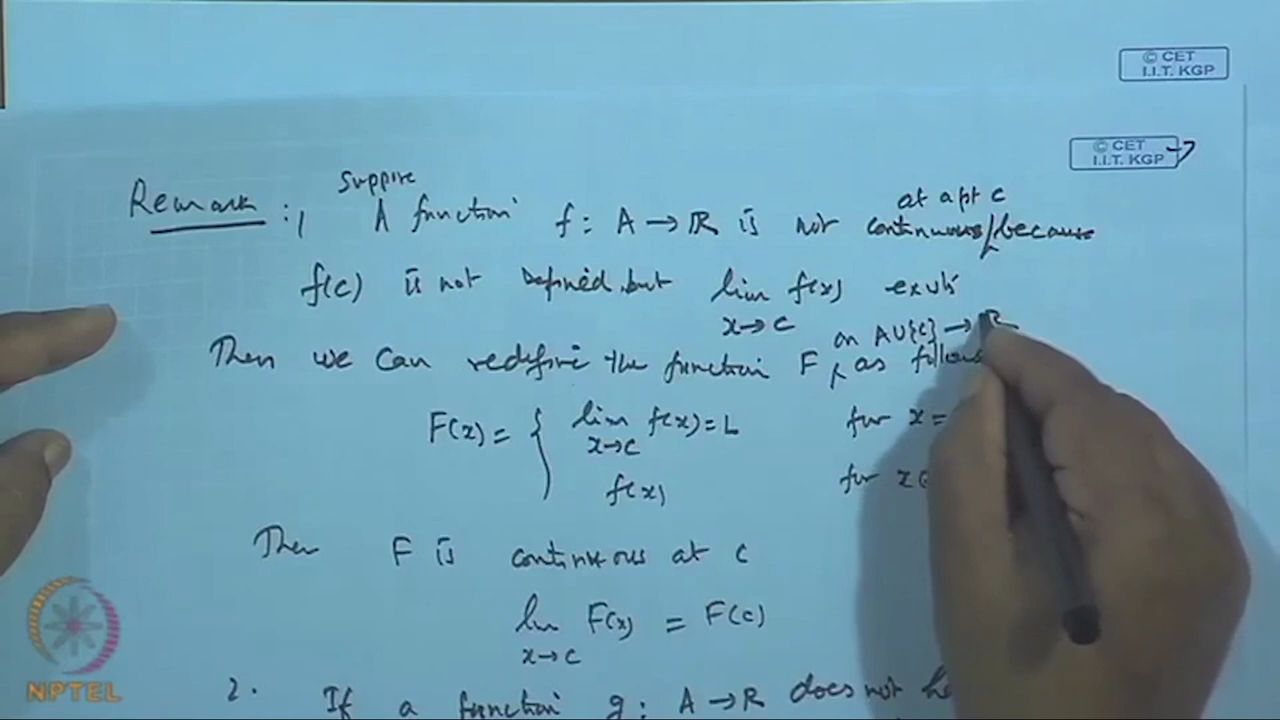 © CET
I.I.T. KGP
© CET
I.I.T. KGP
Suppose
at a pt c
Remark : 1 A function f : A → R is not continuous/because
f(c) is not Defined, but lim f(x) exists
x→c
on A∪{c} → R
Then we can redefine the function F, as
F(x) = { lim f(x) = L for x =
x→c
f(x) for x
Then F is continuous at c
lim F(x) = F(c)
x→c
2. If a function g : A → R does not
NPTEL